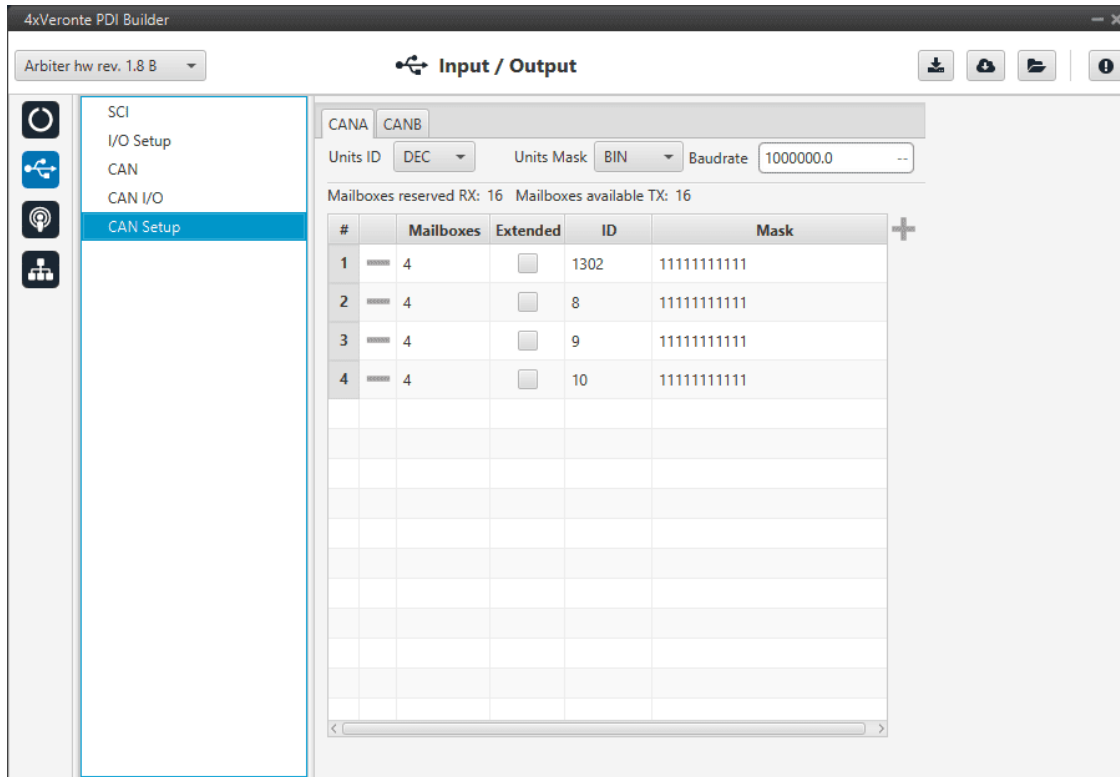 4xVeronte PDI Builder
Arbiter hw rev. 1.8 B
Input / Output
SCI
I/O Setup
CAN
CAN I/O
CAN Setup
CANA CANB
Units ID DEC Units Mask BIN Baudrate 1000000.0 --
Mailboxes reserved RX: 16 Mailboxes available TX: 16
# Mailboxes Extended ID Mask
1 4 1302 11111111111
2 4 8 11111111111
3 4 9 11111111111
4 4 10 11111111111